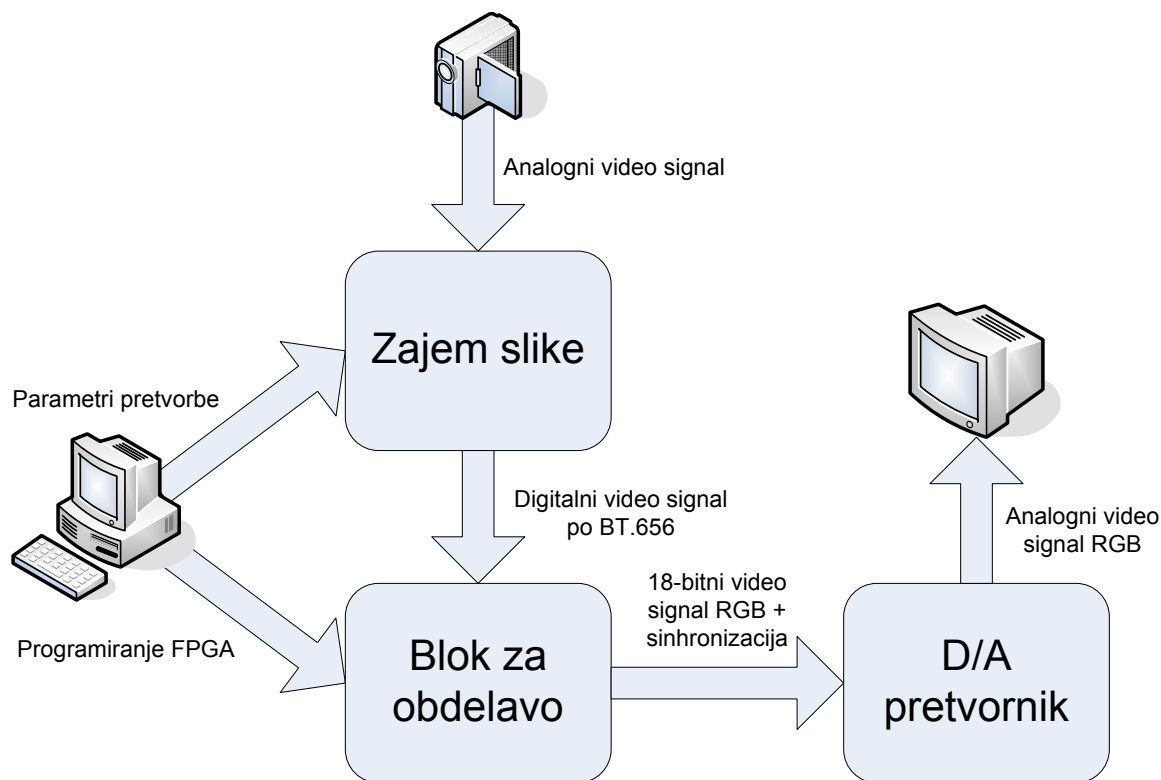 Analogni video signal
Zajem slike
Parametri pretvorbe
Digitalni video signal
po BT.656
Analogni video
signal RGB
18-bitni video
signal RGB +
sinhronizacija
Programiranje FPGA
Blok za
obdelavo
D/A
pretvornik